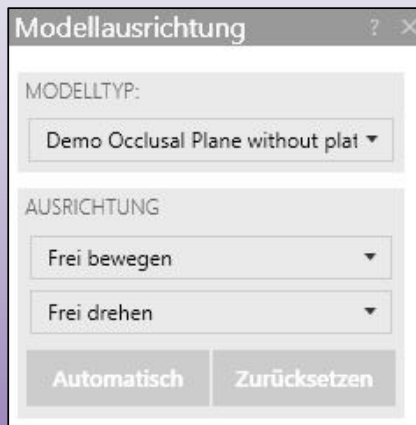 Modellausrichtung ? ×
MODELLTYP:
Demo Occlusal Plane without plat
AUSRICHTUNG
Frei bewegen
Frei drehen
Automatisch Zurücksetzen